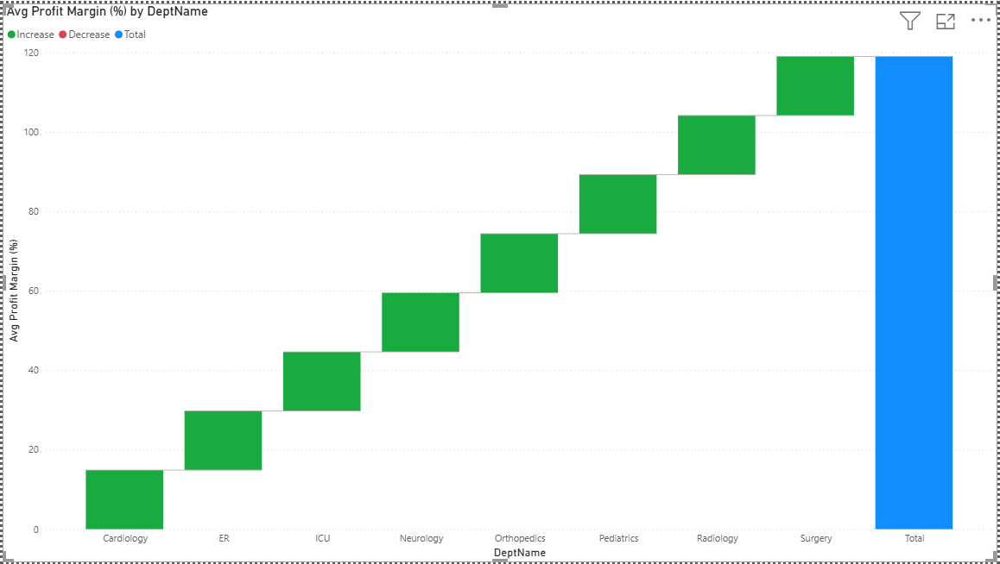 Avg Profit Margin (%) by DeptName
Increase Decrease Total
120
100
80
60
40
20
0
Avg Profit Margin (%)
Cardiology ER ICU Neurology Orthopedics Pediatrics Radiology Surgery Total
DeptName